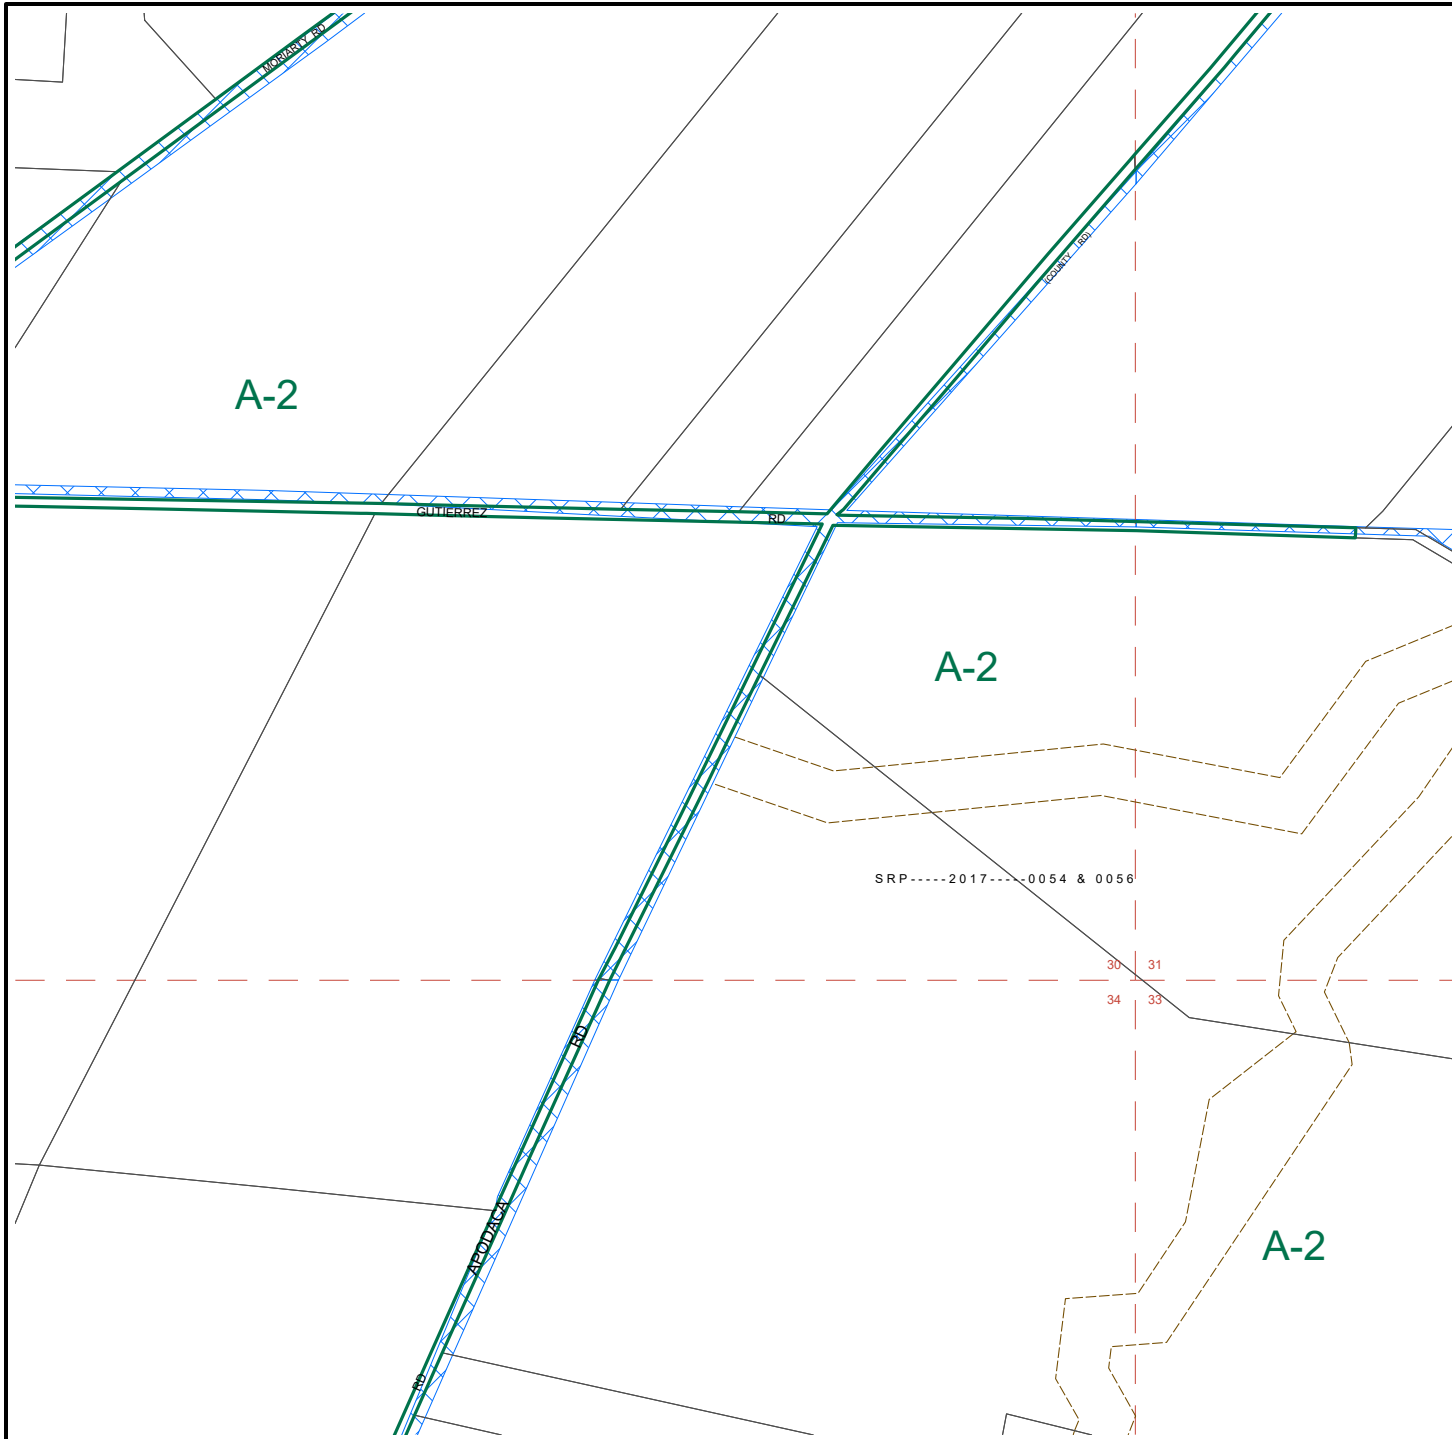 MORIARTY RD
(COUNTY RD)
A-2
GUTIERREZ RD
A-2
SRP-----2017-----0054 & 0056
30 31
34 33
RD
APODACA
A-2
RD